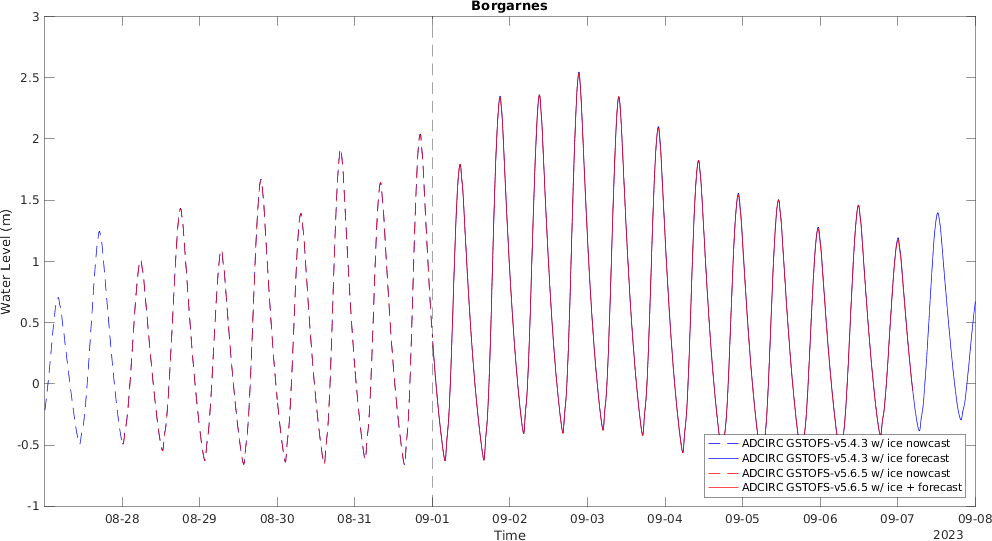 Borgarnes
3
2.5
2
1.5
1
0.5
0
-0.5
-1
Water Level (m)
08-28 08-29 08-30 08-31 09-01 09-02 09-03 09-04 09-05 09-06 09-07 09-08
Time
2023
ADCIRC GSTOFS-v5.4.3 w/ ice nowcast
ADCIRC GSTOFS-v5.4.3 w/ ice forecast
ADCIRC GSTOFS-v5.6.5 w/ ice nowcast
ADCIRC GSTOFS-v5.6.5 w/ ice + forecast